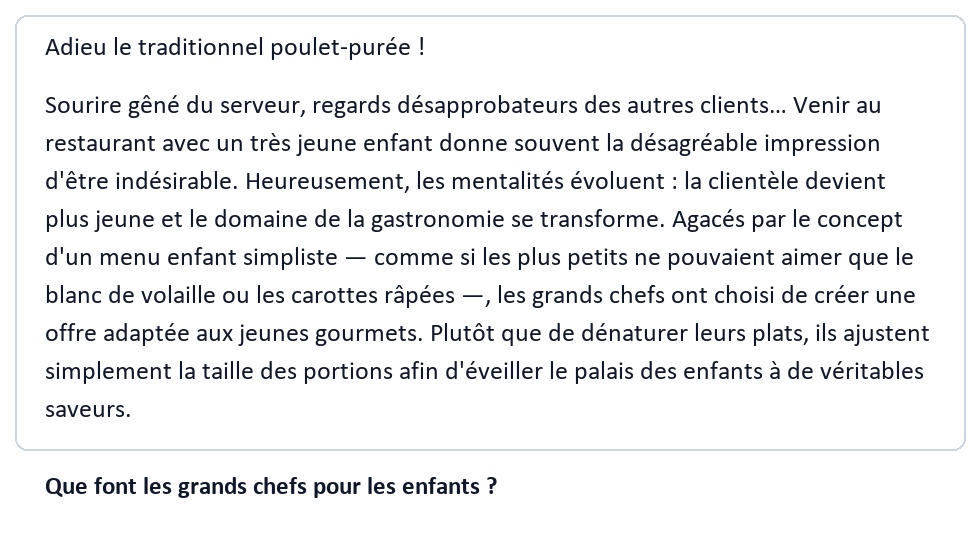 Adieu le traditionnel poulet-purée !
Sourire gêné du serveur, regards désapprobateurs des autres clients... Venir au
restaurant avec un très jeune enfant donne souvent la désagréable impression
d'être indésirable. Heureusement, les mentalités évoluent : la clientèle devient
plus jeune et le domaine de la gastronomie se transforme. Agacés par le concept
d'un menu enfant simpliste — comme si les plus petits ne pouvaient aimer que le
blanc de volaille ou les carottes râpées —, les grands chefs ont choisi de créer une
offre adaptée aux jeunes gourmets. Plutôt que de dénaturer leurs plats, ils ajustent
simplement la taille des portions afin d'éveiller le palais des enfants à de véritables
saveurs.
Que font les grands chefs pour les enfants ?